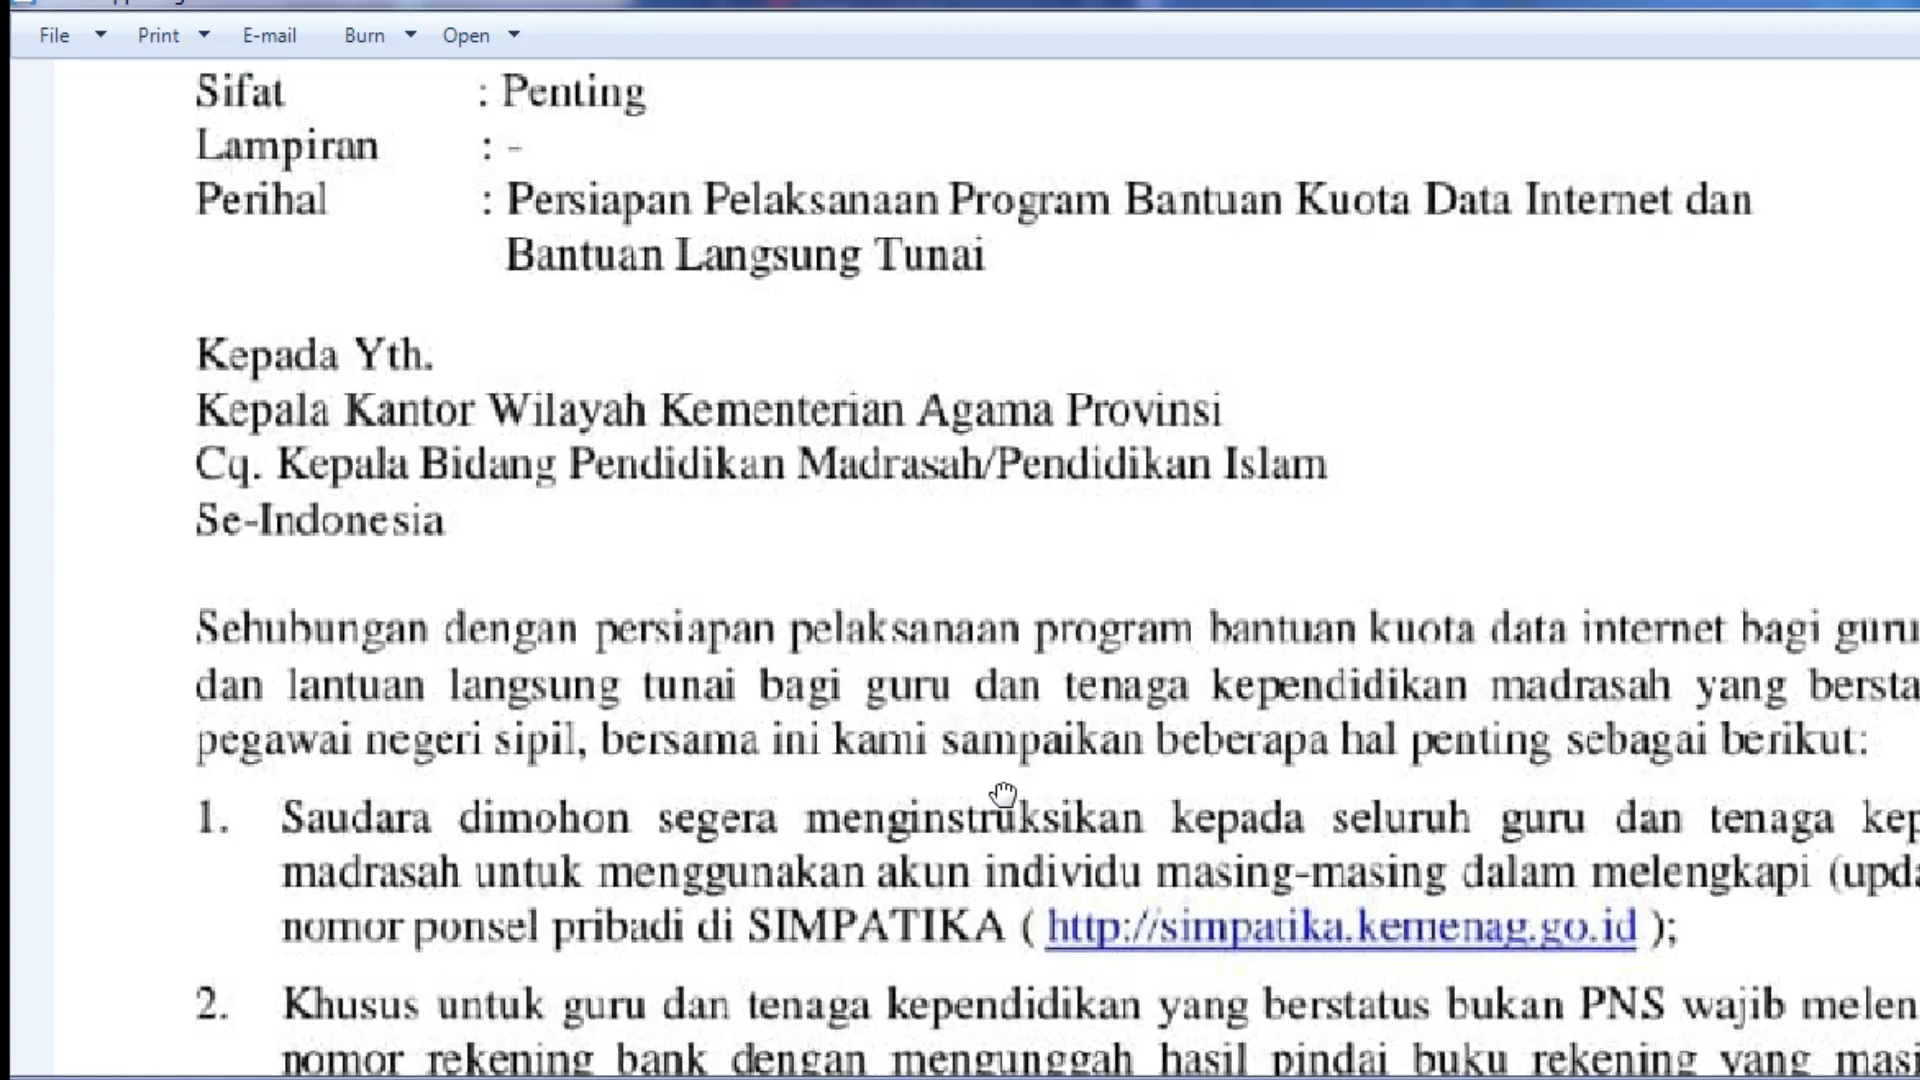 File Print E-mail Burn Open
Sifat : Penting
Lampiran : -
Perihal : Persiapan Pelaksanaan Program Bantuan Kuota Data Internet dan
Bantuan Langsung Tunai
Kepada Yth.
Kepala Kantor Wilayah Kementerian Agama Provinsi
Cq. Kepala Bidang Pendidikan Madrasah/Pendidikan Islam
Se-Indonesia
Sehubungan dengan persiapan pelaksanaan program bantuan kuota data internet bagi guru
dan lantuan langsung tunai bagi guru dan tenaga kependidikan madrasah yang bersta
pegawai negeri sipil, bersama ini kami sampaikan beberapa hal penting sebagai berikut:
1. Saudara dimohon segera menginstruksikan kepada seluruh guru dan tenaga kep
madrasah untuk menggunakan akun individu masing-masing dalam melengkapi (upda
nomor ponsel pribadi di SIMPATIKA ( http://simpatika.kemenag.go.id );
2. Khusus untuk guru dan tenaga kependidikan yang berstatus bukan PNS wajib melen
nomor rekening bank dengan mengunggah hasil pindai buku rekening yang masi